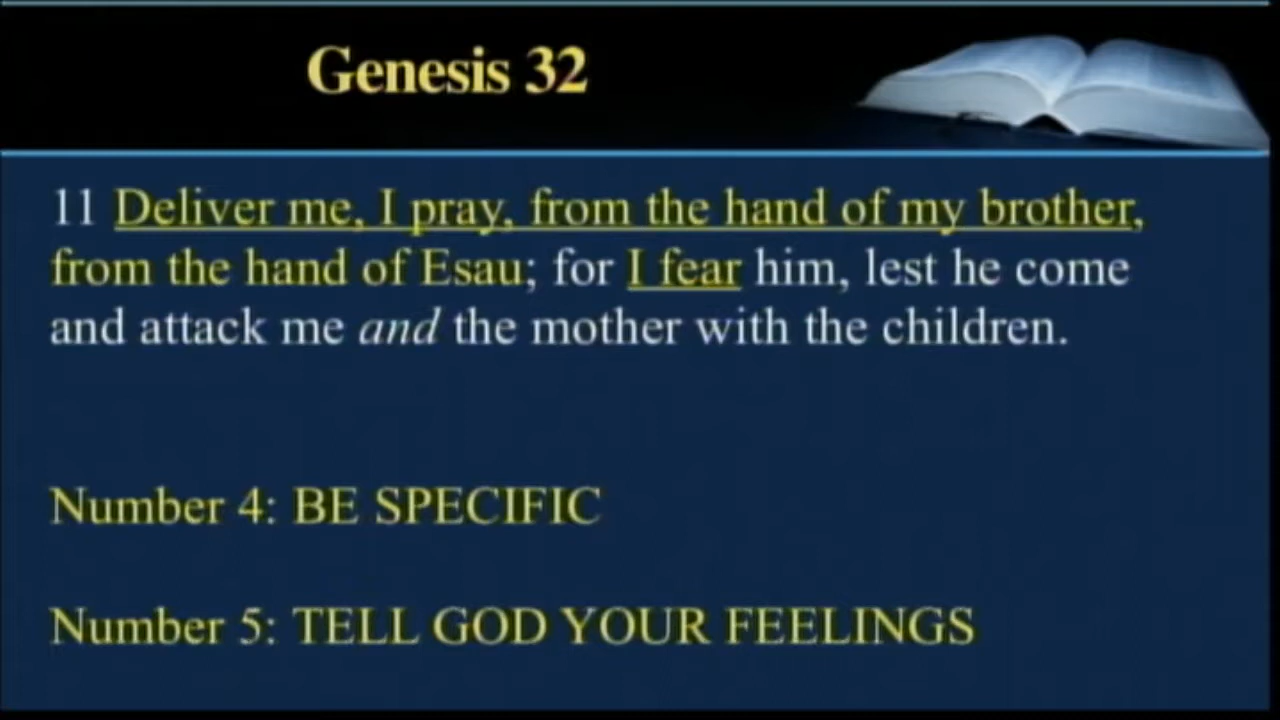 Genesis 32
11 Deliver me, I pray, from the hand of my brother,
from the hand of Esau; for I fear him, lest he come
and attack me and the mother with the children.
Number 4: BE SPECIFIC
Number 5: TELL GOD YOUR FEELINGS